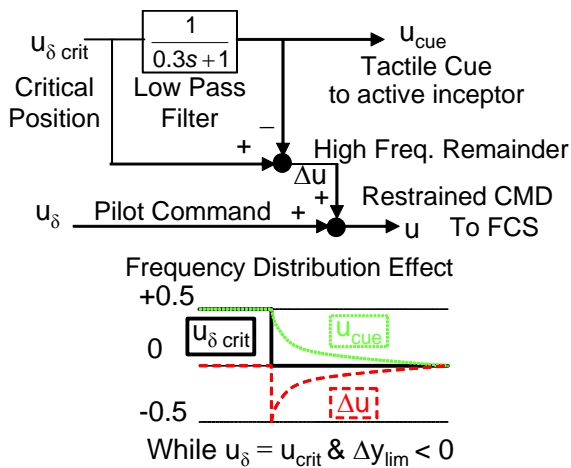 u_δ crit
1
0.3s+1
u_cue
Critical
Position
Low Pass
Filter
Tactile Cue
to active inceptor
−
+
High Freq. Remainder
Δu
+
Restrained CMD
To FCS
u_δ
Pilot Command
+
u
Frequency Distribution Effect
+0.5
u_δ crit
u_cue
0
Δu
-0.5
While u_δ = u_crit & Δy_lim < 0